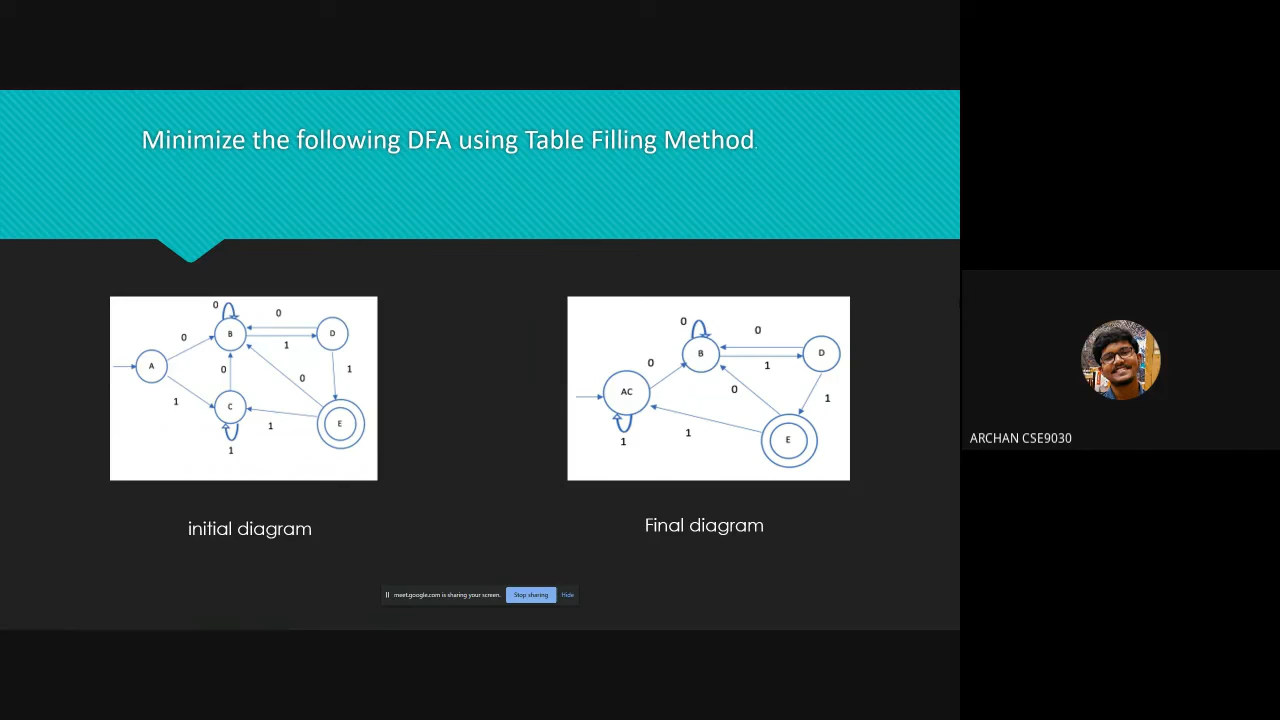 Minimize the following DFA using Table Filling Method.
0
0
B
D
0
1
A
0
0
1
1
C
E
1
1
initial diagram
0
0
B
D
0
1
AC
0
1
1
1
E
Final diagram
ARCHAN CSE9030
meet.google.com is sharing your screen. Stop sharing Hide